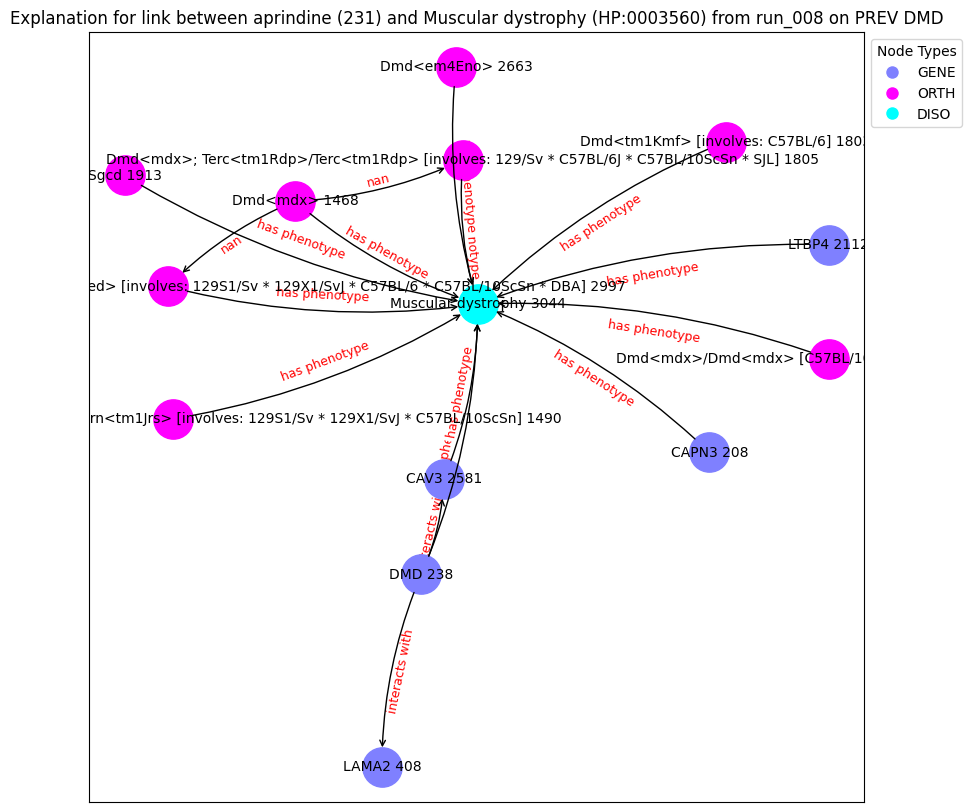 Explanation for link between aprindine (231) and Muscular dystrophy (HP:0003560) from run_008 on PREV DMD
Node Types
GENE
ORTH
DISO
Dmd<em4Eno> 2663
Dmd<tm1Kmf> [involves: C57BL/6] 180
Dmd<mdx>; Terc<tm1Rdp>/Terc<tm1Rdp> [involves: 129/Sv * C57BL/6J * C57BL/10ScSn * SJL] 1805
Sgcd 1913
nan
Dmd<mdx> 1468
enotype notype
has phenotype
has phenotype
has phenotype
nan
LTBP4 2112
has phenotype
ed> [involves: 129S1/Sv * 129X1/SvJ * C57BL/6 * C57BL/10ScSn * DBA] 2997
has phenotype
Muscular dystrophy 3044
has phenotype
Dmd<mdx>/Dmd<mdx> [C57BL/10
has phenotype
has phenotype
has phenotype
rn<tm1Jrs> [involves: 129S1/Sv * 129X1/SvJ * C57BL/10ScSn] 1490
CAPN3 208
CAV3 2581
eracts wi
DMD 238
interacts with
LAMA2 408